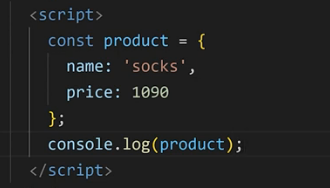 <script>
const product = {
name: 'socks',
price: 1090
};
console.log(product);
</script>